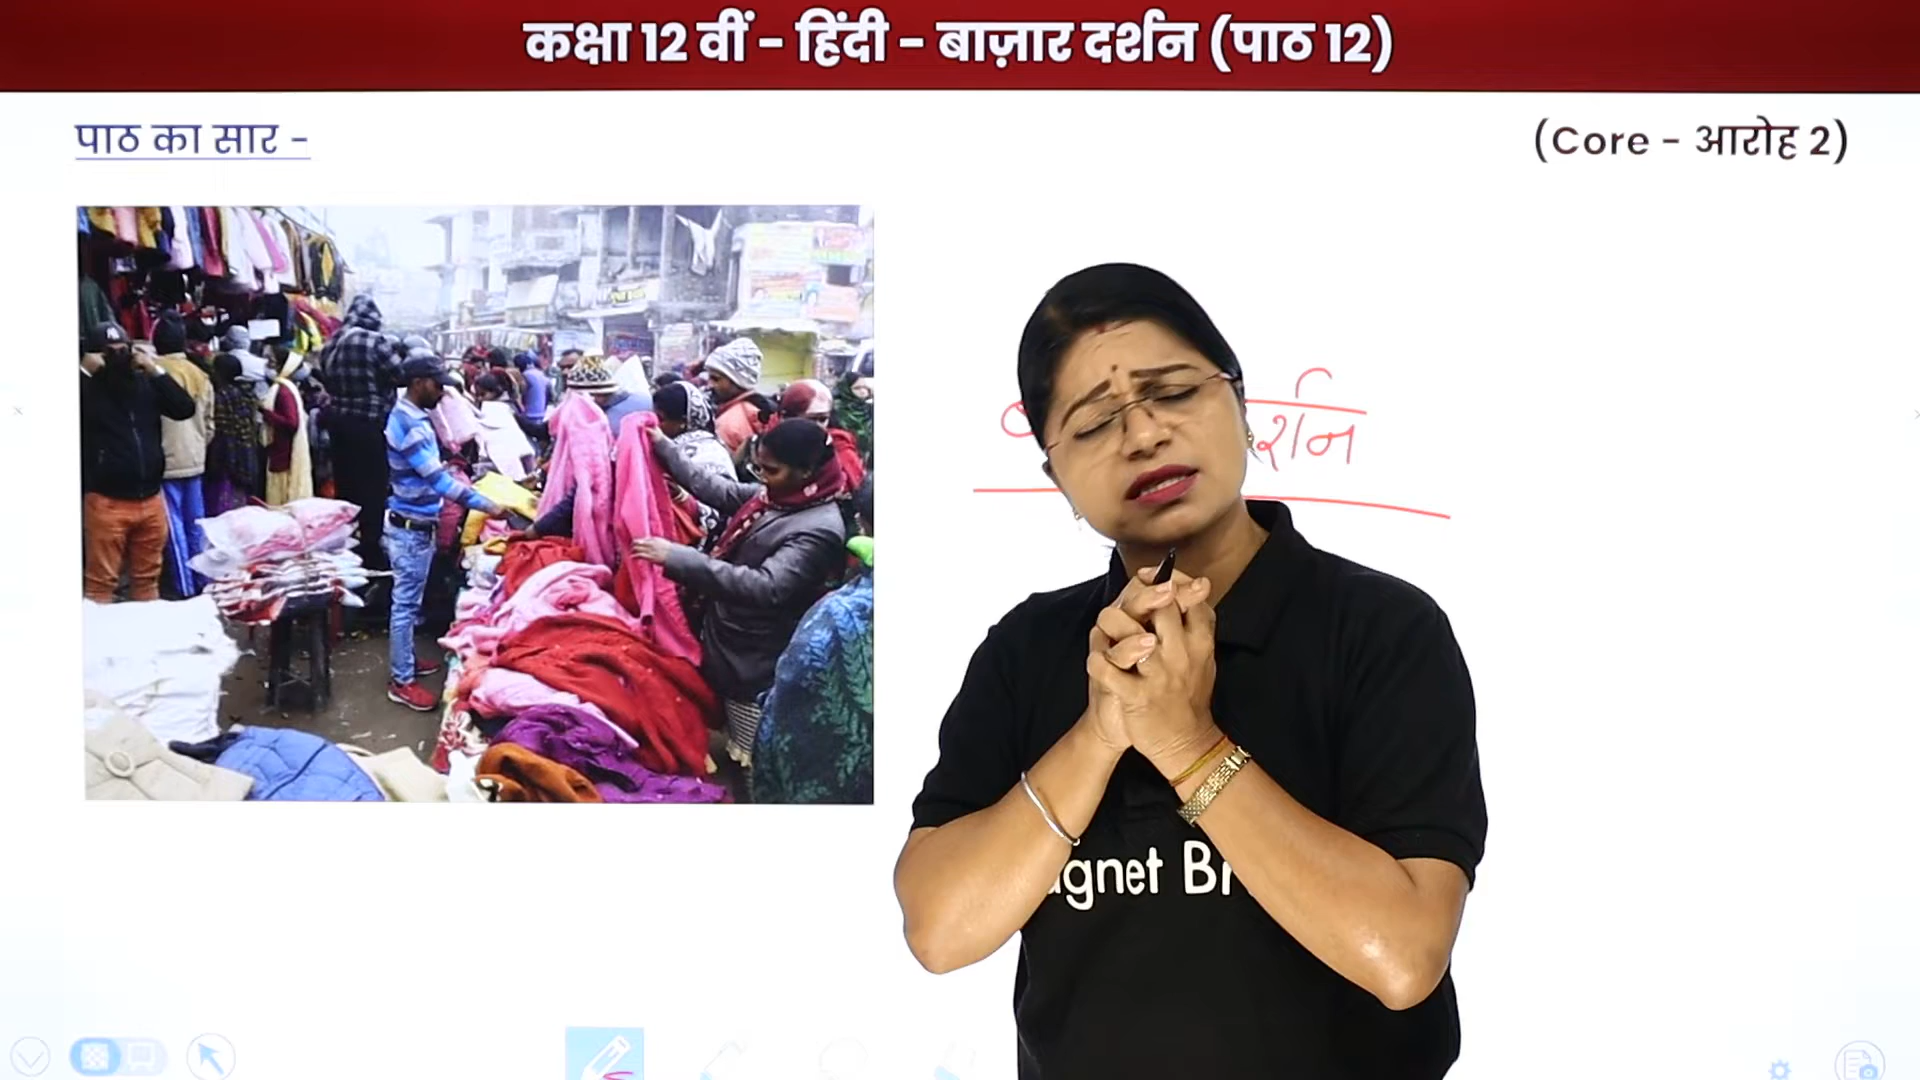 कक्षा 12 वीं - हिंदी - बाज़ार दर्शन (पाठ 12)
पाठ का सार -
(Core - आरोह 2)
gnet Br